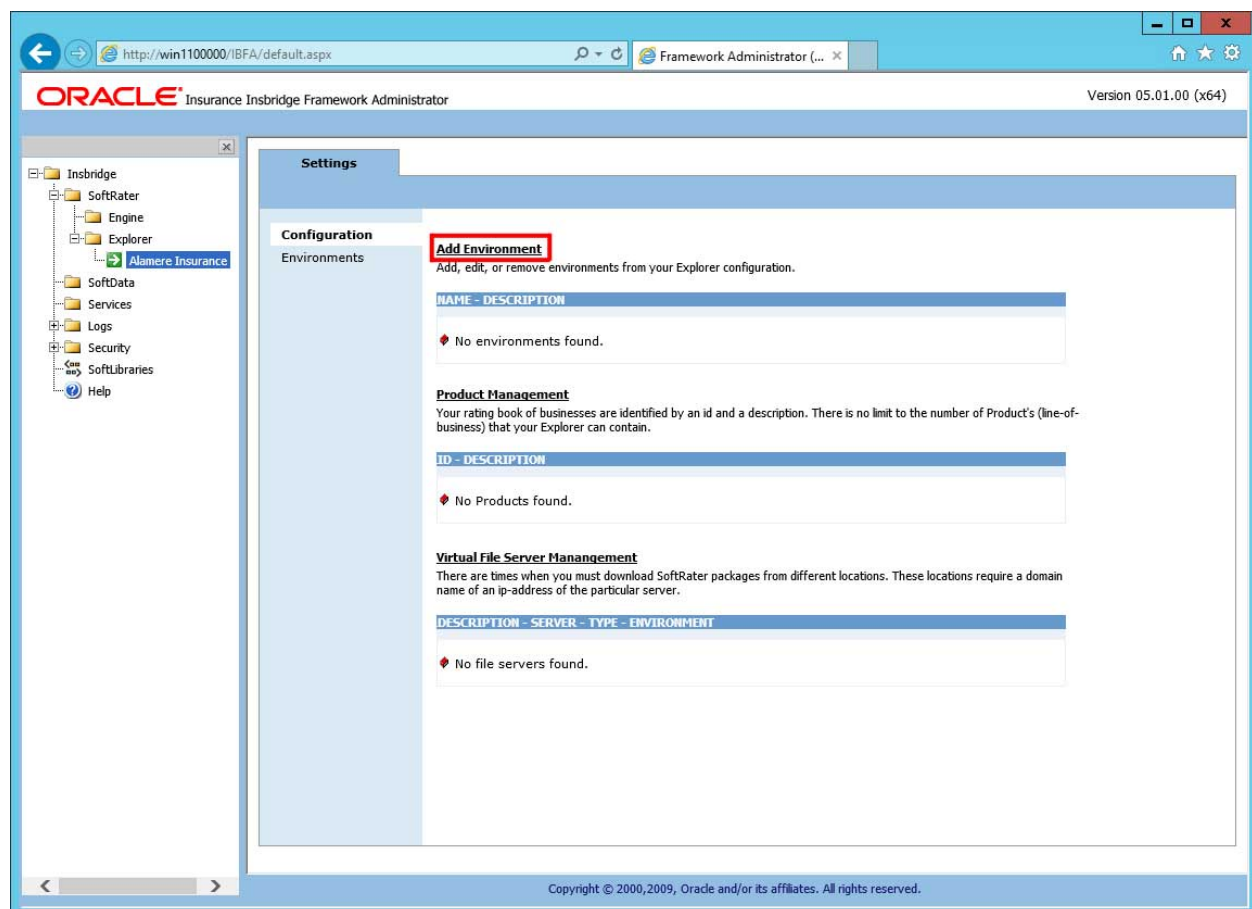 http://win1100000/IBFA/default.aspx
Framework Administrator (...
ORACLE Insurance Insbridge Framework Administrator
Version 05.01.00 (x64)
Insbridge
SoftRater
Engine
Explorer
Alamere Insurance
SoftData
Services
Logs
Security
SoftLibraries
Help
Settings
Configuration
Environments
Add Environment
Add, edit, or remove environments from your Explorer configuration.
NAME - DESCRIPTION
No environments found.
Product Management
Your rating book of businesses are identified by an id and a description. There is no limit to the number of Product's (line-of-
business) that your Explorer can contain.
ID - DESCRIPTION
No Products found.
Virtual File Server Manangement
There are times when you must download SoftRater packages from different locations. These locations require a domain
name of an ip-address of the particular server.
DESCRIPTION - SERVER - TYPE - ENVIRONMENT
No file servers found.
Copyright © 2000,2009, Oracle and/or its affiliates. All rights reserved.